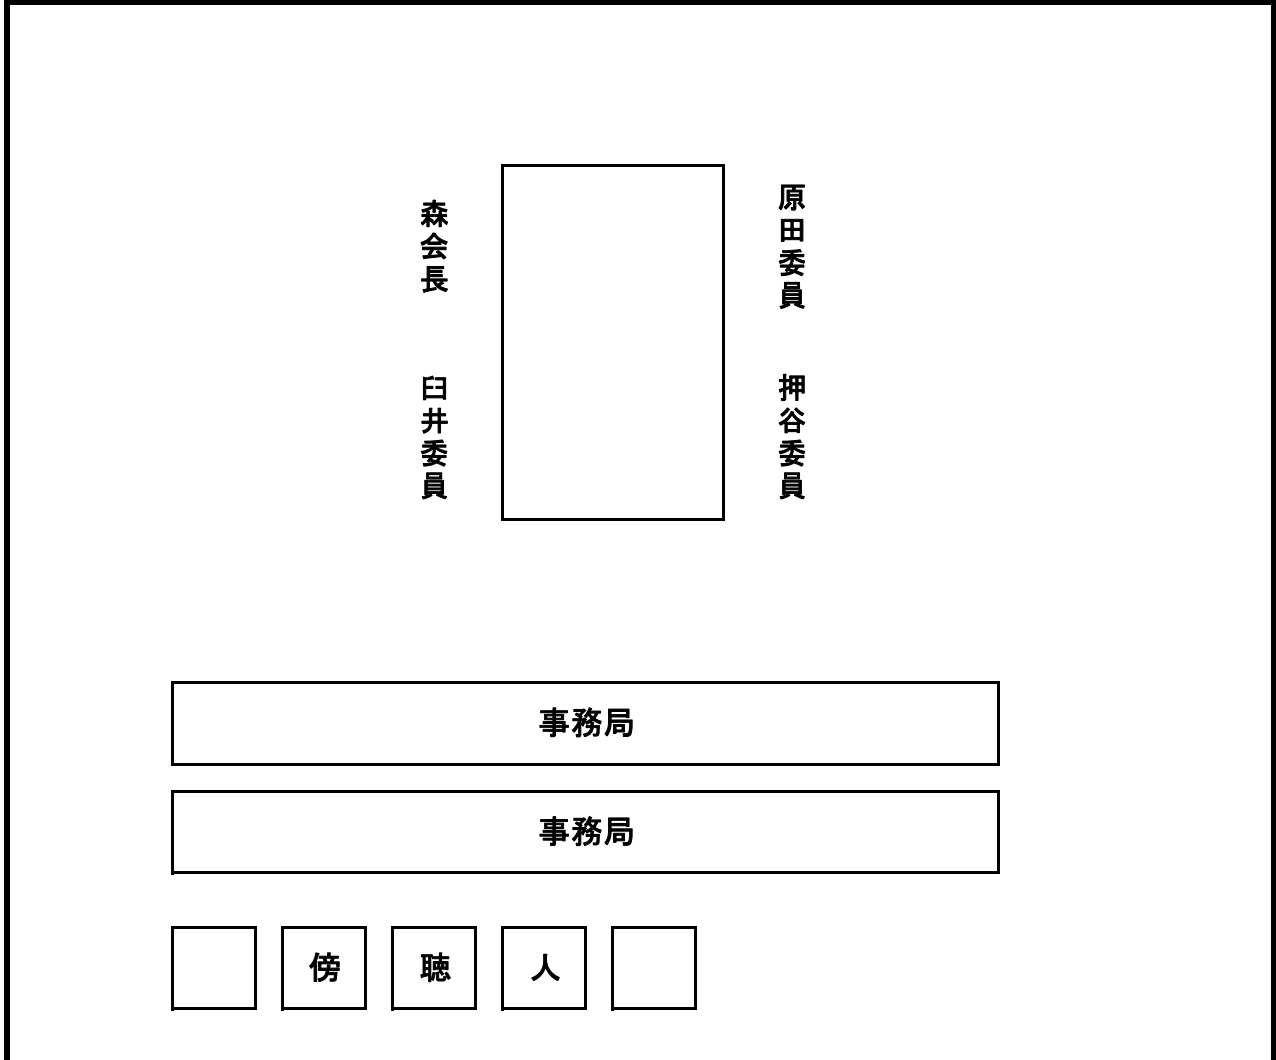 森会長
原田委員
臼井委員
押谷委員
事務局
事務局
傍聴人